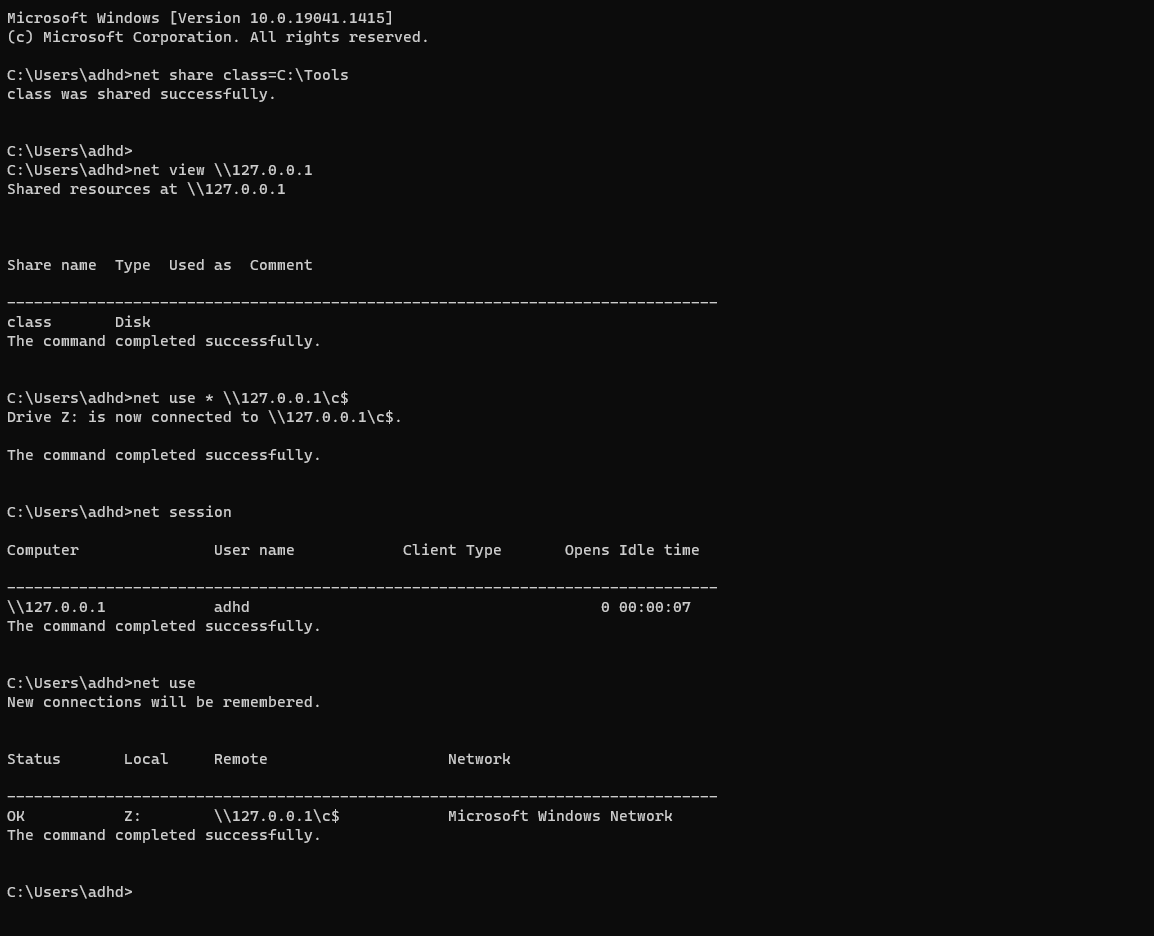 Microsoft Windows [Version 10.0.19041.1415]
(c) Microsoft Corporation. All rights reserved.
C:\Users\adhd>net share class=C:\Tools
class was shared successfully.
C:\Users\adhd>
C:\Users\adhd>net view \\127.0.0.1
Shared resources at \\127.0.0.1
Share name  Type  Used as  Comment
-------------------------------------------------------------------------------
class       Disk
The command completed successfully.
C:\Users\adhd>net use * \\127.0.0.1\c$
Drive Z: is now connected to \\127.0.0.1\c$.
The command completed successfully.
C:\Users\adhd>net session
Computer               User name            Client Type       Opens Idle time
-------------------------------------------------------------------------------
\\127.0.0.1            adhd                                       0 00:00:07
The command completed successfully.
C:\Users\adhd>net use
New connections will be remembered.
Status       Local     Remote                    Network
-------------------------------------------------------------------------------
OK           Z:        \\127.0.0.1\c$            Microsoft Windows Network
The command completed successfully.
C:\Users\adhd>